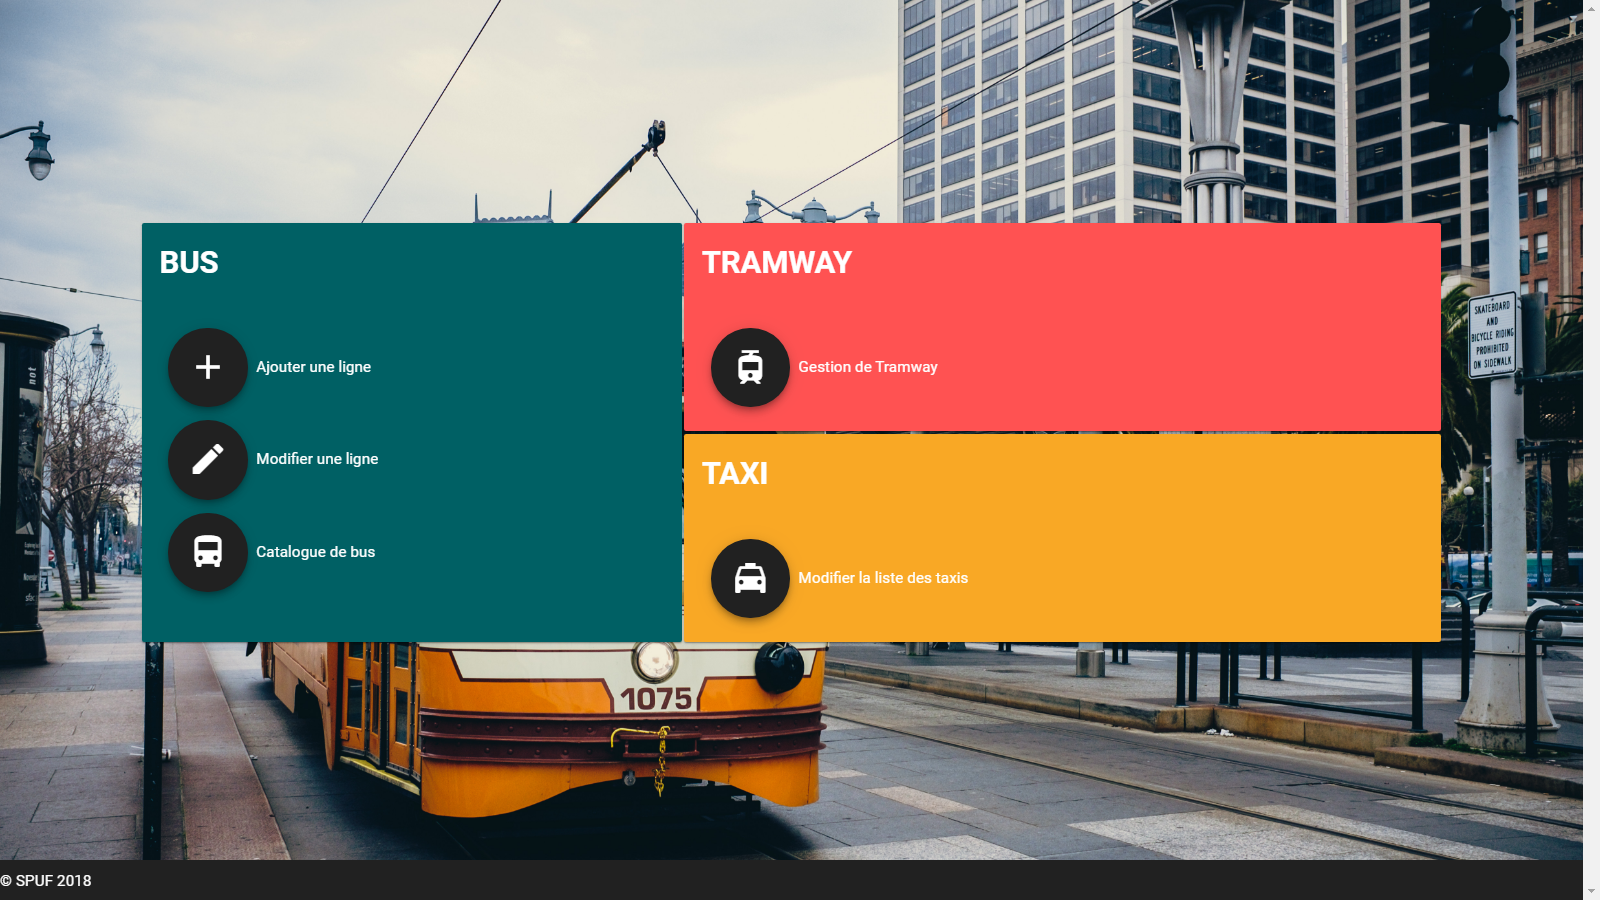 BUS
Ajouter une ligne
Modifier une ligne
Catalogue de bus
TRAMWAY
Gestion de Tramway
TAXI
Modifier la liste des taxis
SKATEBOARD
AND
BICYCLE RIDING
PROHIBITED
ON SIDEWALK
not
1075
© SPUF 2018